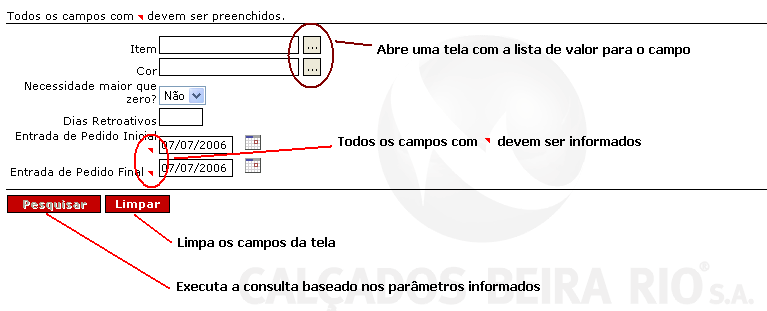 Todos os campos com devem ser preenchidos.
Item ... Abre uma tela com a lista de valor para o campo
Cor ...
Necessidade maior que
zero? Não
Dias Retroativos
Entrada de Pedido Inicial 07/07/2006 Todos os campos com devem ser informados
Entrada de Pedido Final 07/07/2006
Pesquisar Limpar
Limpa os campos da tela
Executa a consulta baseado nos parâmetros informados
CALÇADOS BEIRA RIO® S.A.